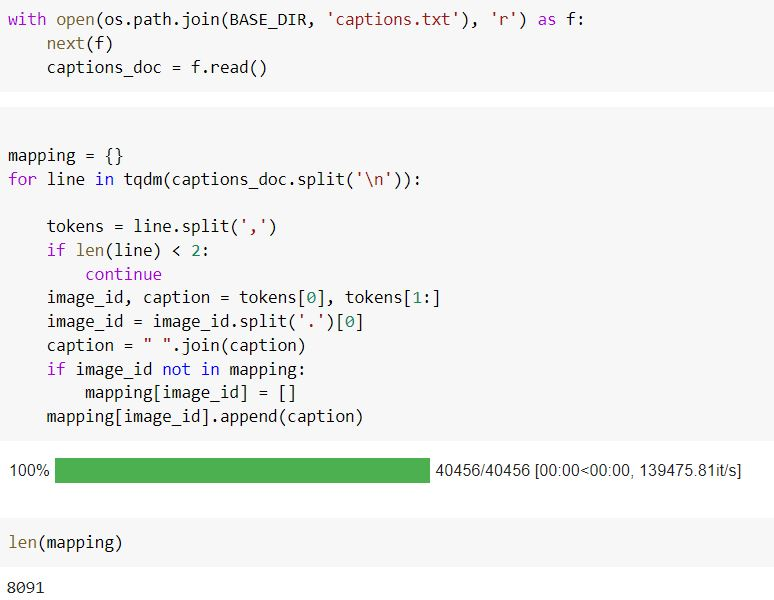 with open(os.path.join(BASE_DIR, 'captions.txt'), 'r') as f:
    next(f)
    captions_doc = f.read()
mapping = {}
for line in tqdm(captions_doc.split('\n')):
    tokens = line.split(',')
    if len(line) < 2:
        continue
    image_id, caption = tokens[0], tokens[1:]
    image_id = image_id.split('.')[0]
    caption = " ".join(caption)
    if image_id not in mapping:
        mapping[image_id] = []
    mapping[image_id].append(caption)
100% 40456/40456 [00:00<00:00, 139475.81it/s]
len(mapping)
8091